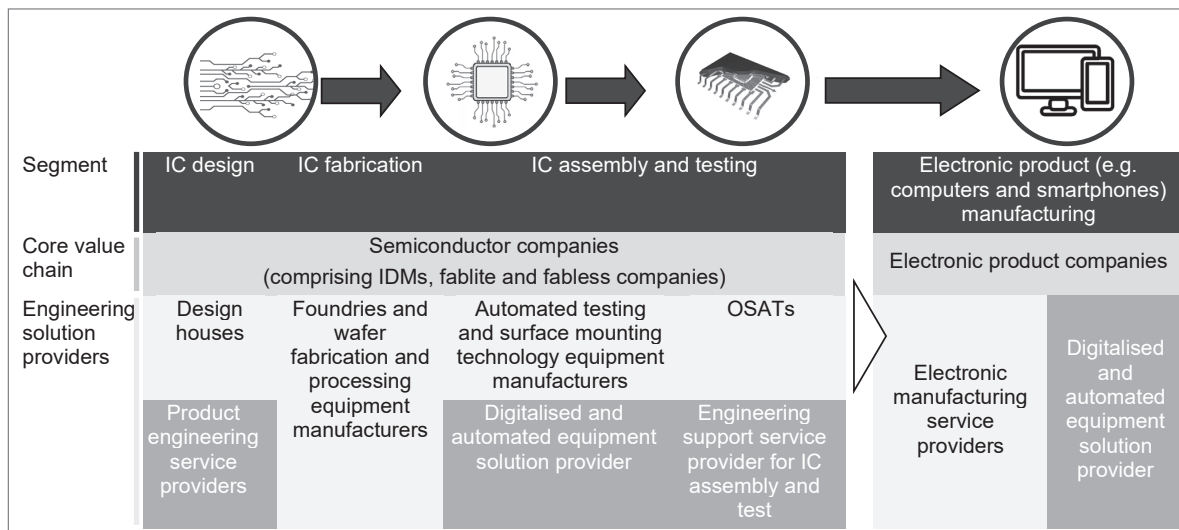 Segment
IC design
IC fabrication
IC assembly and testing
Electronic product (e.g.
computers and smartphones)
manufacturing
Core value
chain
Semiconductor companies
(comprising IDMs, fablite and fabless companies)
Electronic product companies
Engineering
solution
providers
Design
houses
Foundries and
wafer
fabrication and
processing
equipment
manufacturers
Automated testing
and surface mounting
technology equipment
manufacturers
OSATs
Product
engineering
service
providers
Digitalised and
automated equipment
solution provider
Engineering
support service
provider for IC
assembly and
test
Electronic
manufacturing
service
providers
Digitalised
and
automated
equipment
solution
provider